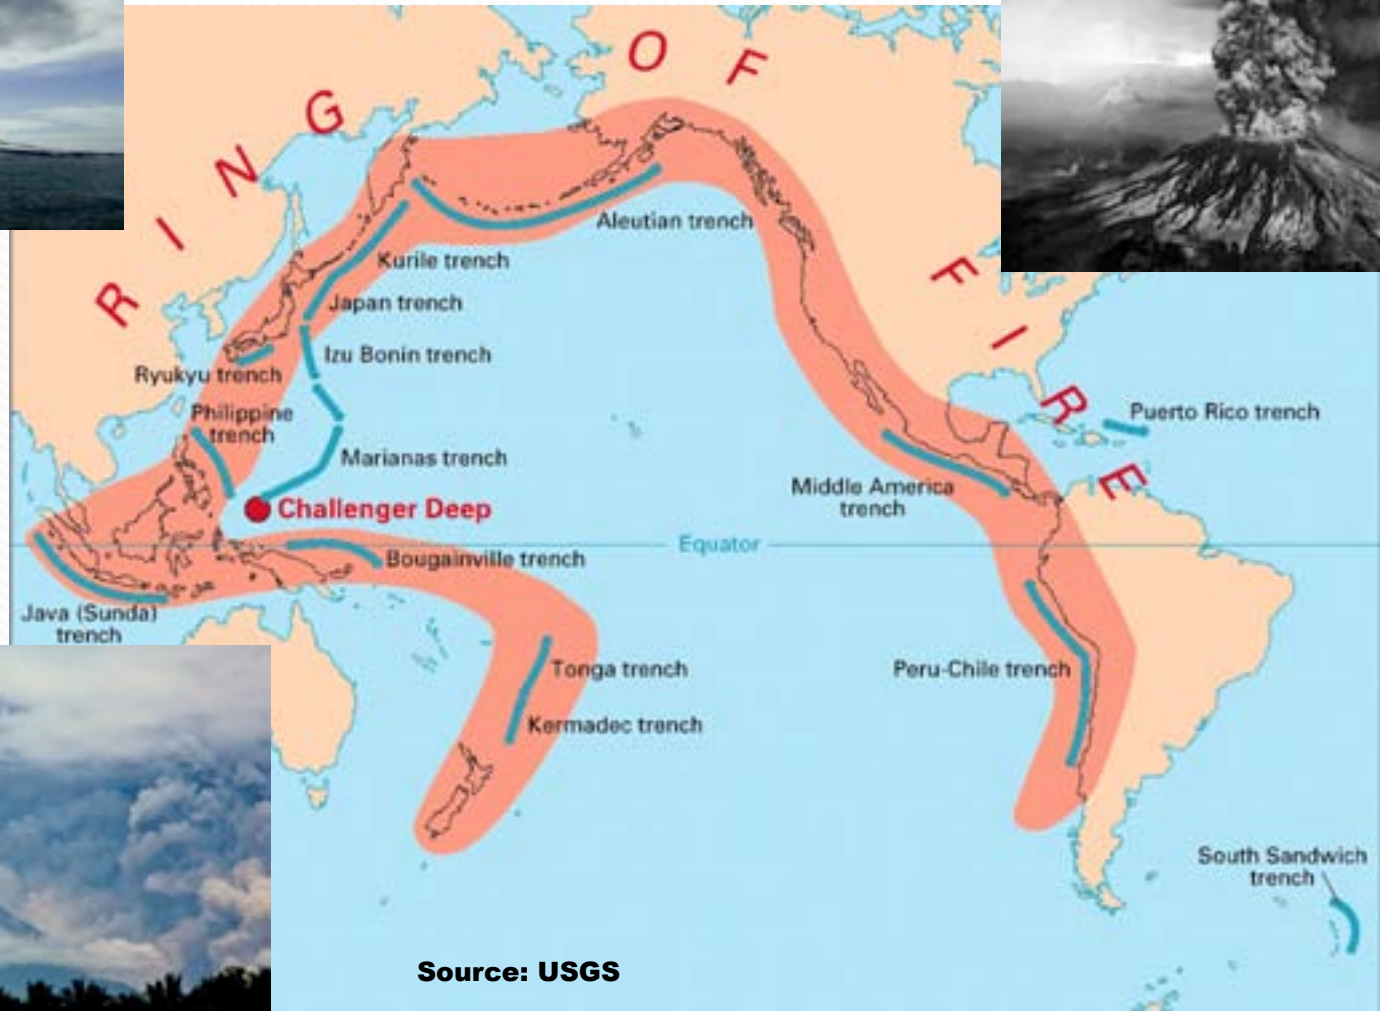 RING OF FIRE
Aleutian trench
Kurile trench
Japan trench
Izu Bonin trench
Ryukyu trench
Philippine
trench
Marianas trench
Challenger Deep
Puerto Rico trench
Middle America
trench
Equator
Bougainville trench
Java (Sunda)
trench
Tonga trench
Peru-Chile trench
Kermadec trench
South Sandwich
trench
Source: USGS